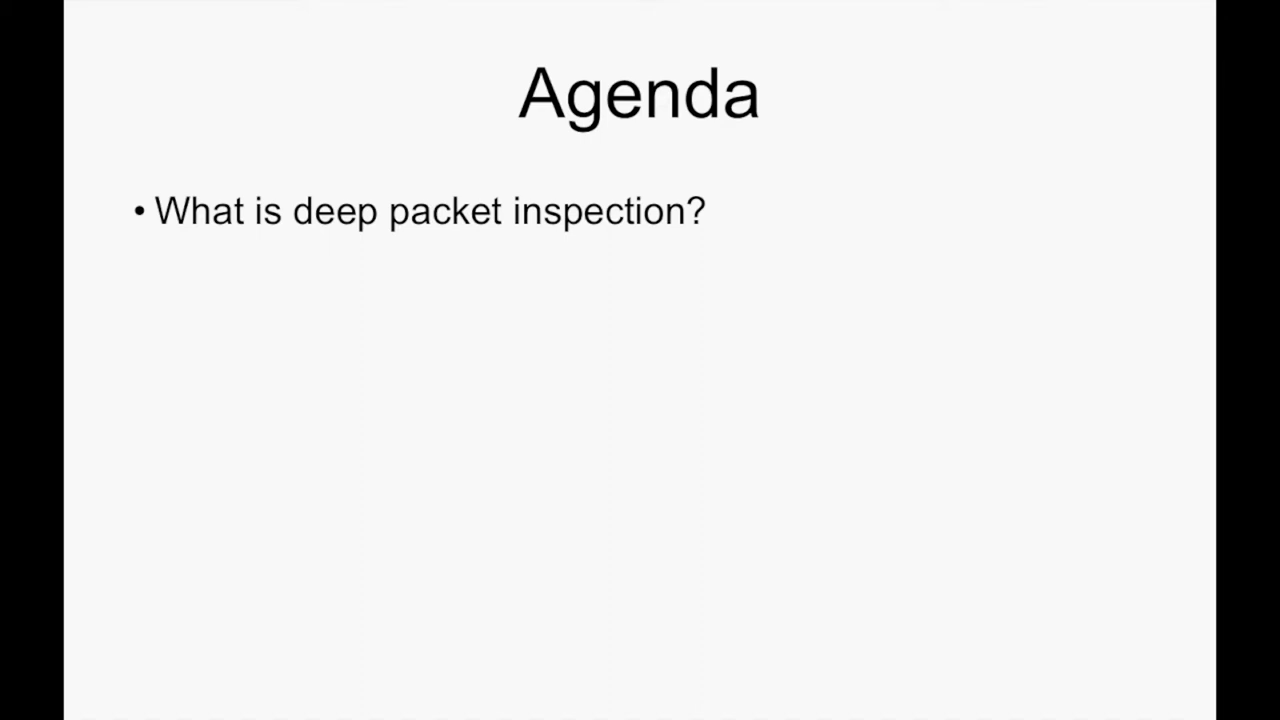 Agenda
• What is deep packet inspection?